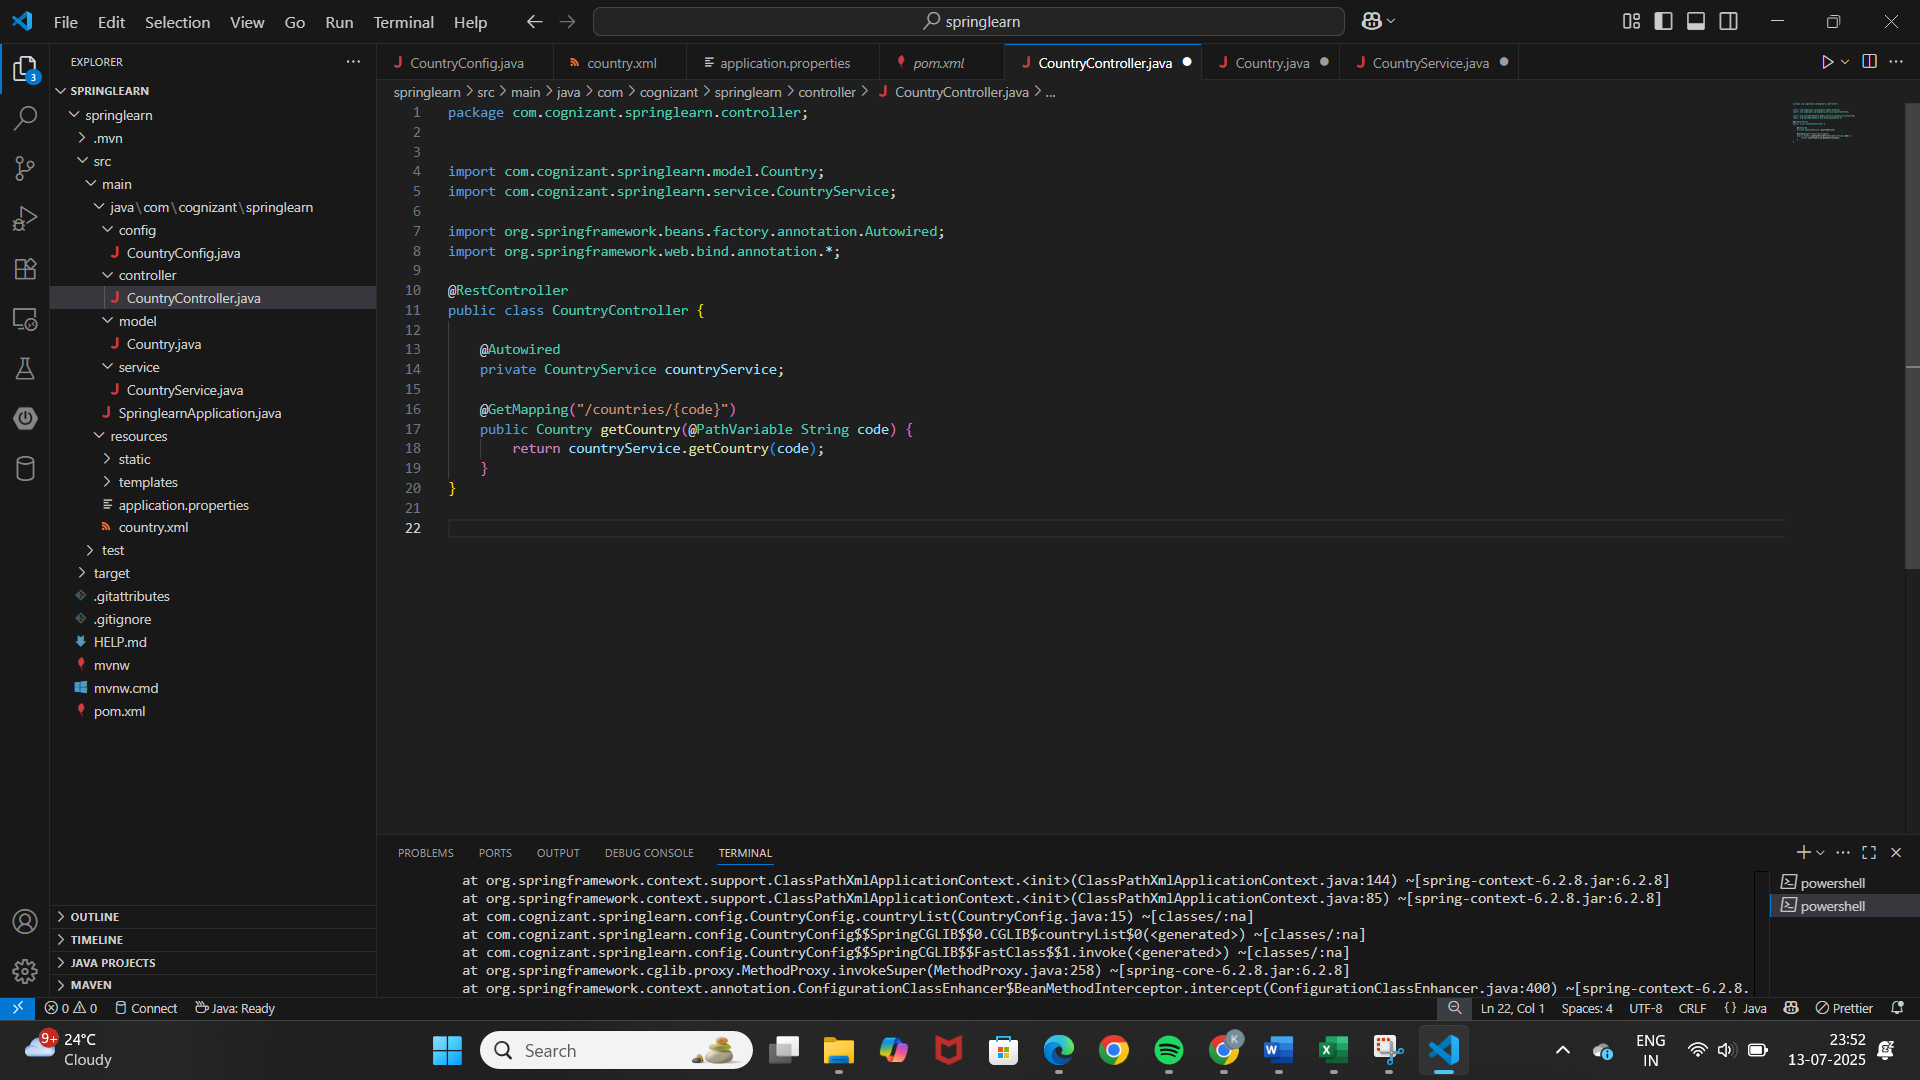 File Edit Selection View Go Run Terminal Help
springlearn
EXPLORER
SPRINGLEARN
springlearn
.mvn
src
main
java\com\cognizant\springlearn
config
CountryConfig.java
controller
CountryController.java
model
Country.java
service
CountryService.java
SpringlearnApplication.java
resources
static
templates
application.properties
country.xml
test
target
.gitattributes
.gitignore
HELP.md
mvnw
mvnw.cmd
pom.xml
OUTLINE
TIMELINE
JAVA PROJECTS
MAVEN
3
CountryConfig.java country.xml application.properties pom.xml CountryController.java Country.java CountryService.java
springlearn > src > main > java > com > cognizant > springlearn > controller > CountryController.java > ...
1 package com.cognizant.springlearn.controller;
2
3
4 import com.cognizant.springlearn.model.Country;
5 import com.cognizant.springlearn.service.CountryService;
6
7 import org.springframework.beans.factory.annotation.Autowired;
8 import org.springframework.web.bind.annotation.*;
9
10 @RestController
11 public class CountryController {
12
13 @Autowired
14 private CountryService countryService;
15
16 @GetMapping("/countries/{code}")
17 public Country getCountry(@PathVariable String code) {
18 return countryService.getCountry(code);
19 }
20 }
21
22
PROBLEMS PORTS OUTPUT DEBUG CONSOLE TERMINAL
at org.springframework.context.support.ClassPathXmlApplicationContext.<init>(ClassPathXmlApplicationContext.java:144) ~[spring-context-6.2.8.jar:6.2.8]
at org.springframework.context.support.ClassPathXmlApplicationContext.<init>(ClassPathXmlApplicationContext.java:85) ~[spring-context-6.2.8.jar:6.2.8]
at com.cognizant.springlearn.config.CountryConfig.countryList(CountryConfig.java:15) ~[classes/:na]
at com.cognizant.springlearn.config.CountryConfig$$SpringCGLIB$$0.CGLIB$countryList$0(<generated>) ~[classes/:na]
at com.cognizant.springlearn.config.CountryConfig$$SpringCGLIB$$FastClass$$1.invoke(<generated>) ~[classes/:na]
at org.springframework.cglib.proxy.MethodProxy.invokeSuper(MethodProxy.java:258) ~[spring-core-6.2.8.jar:6.2.8]
at org.springframework.context.annotation.ConfigurationClassEnhancer$BeanMethodInterceptor.intercept(ConfigurationClassEnhancer.java:400) ~[spring-context-6.2.8.
powershell
powershell
0 0 Connect Java: Ready Ln 22, Col 1 Spaces: 4 UTF-8 CRLF {} Java Prettier
9+ 24°C
Cloudy
Search
K
ENG
IN
23:52
13-07-2025